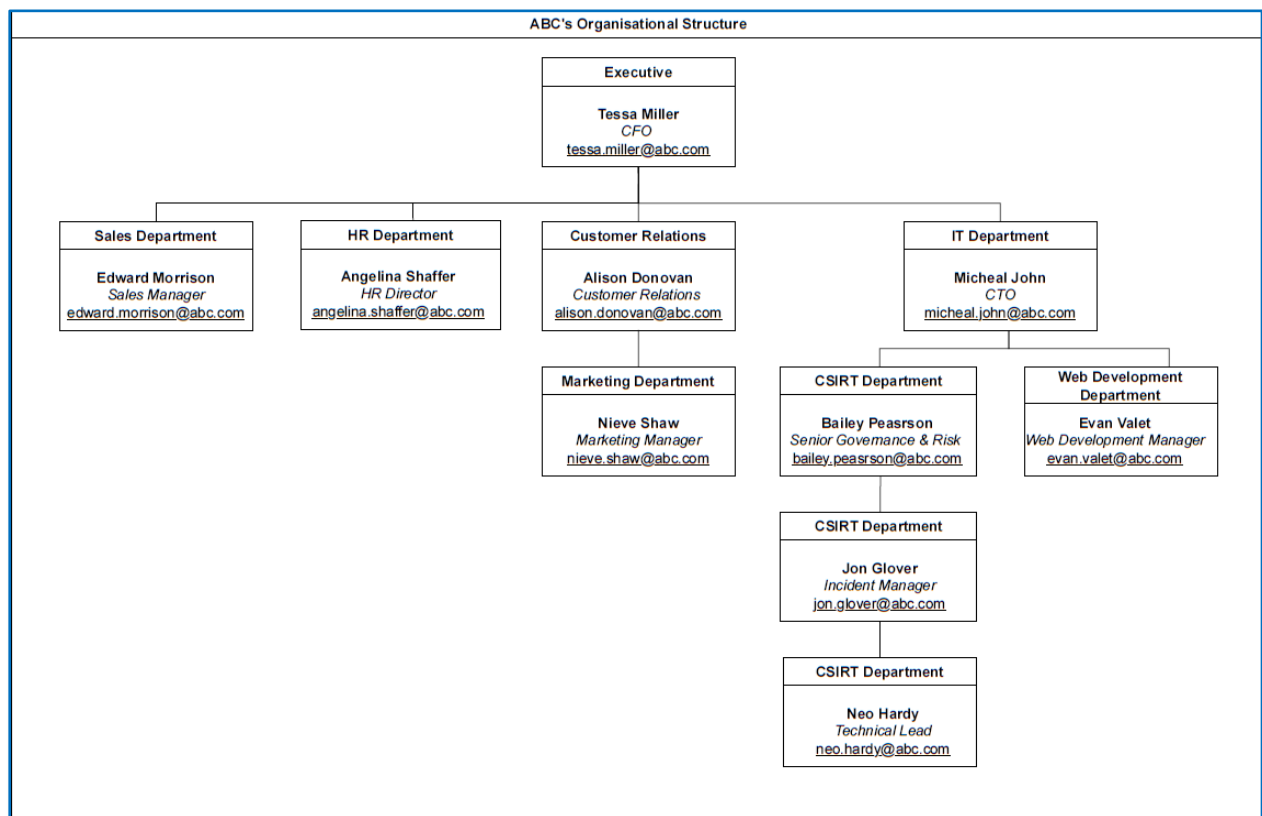 ABC's Organisational Structure
Executive
Tessa Miller
CFO
tessa.miller@abc.com
Sales Department
Edward Morrison
Sales Manager
edward.morrison@abc.com
HR Department
Angelina Shaffer
HR Director
angelina.shaffer@abc.com
Customer Relations
Alison Donovan
Customer Relations
alison.donovan@abc.com
IT Department
Micheal John
CTO
micheal.john@abc.com
Marketing Department
Nieve Shaw
Marketing Manager
nieve.shaw@abc.com
CSIRT Department
Bailey Peasrson
Senior Governance & Risk
bailey.peasrson@abc.com
Web Development
Department
Evan Valet
Web Development Manager
evan.valet@abc.com
CSIRT Department
Jon Glover
Incident Manager
jon.glover@abc.com
CSIRT Department
Neo Hardy
Technical Lead
neo.hardy@abc.com